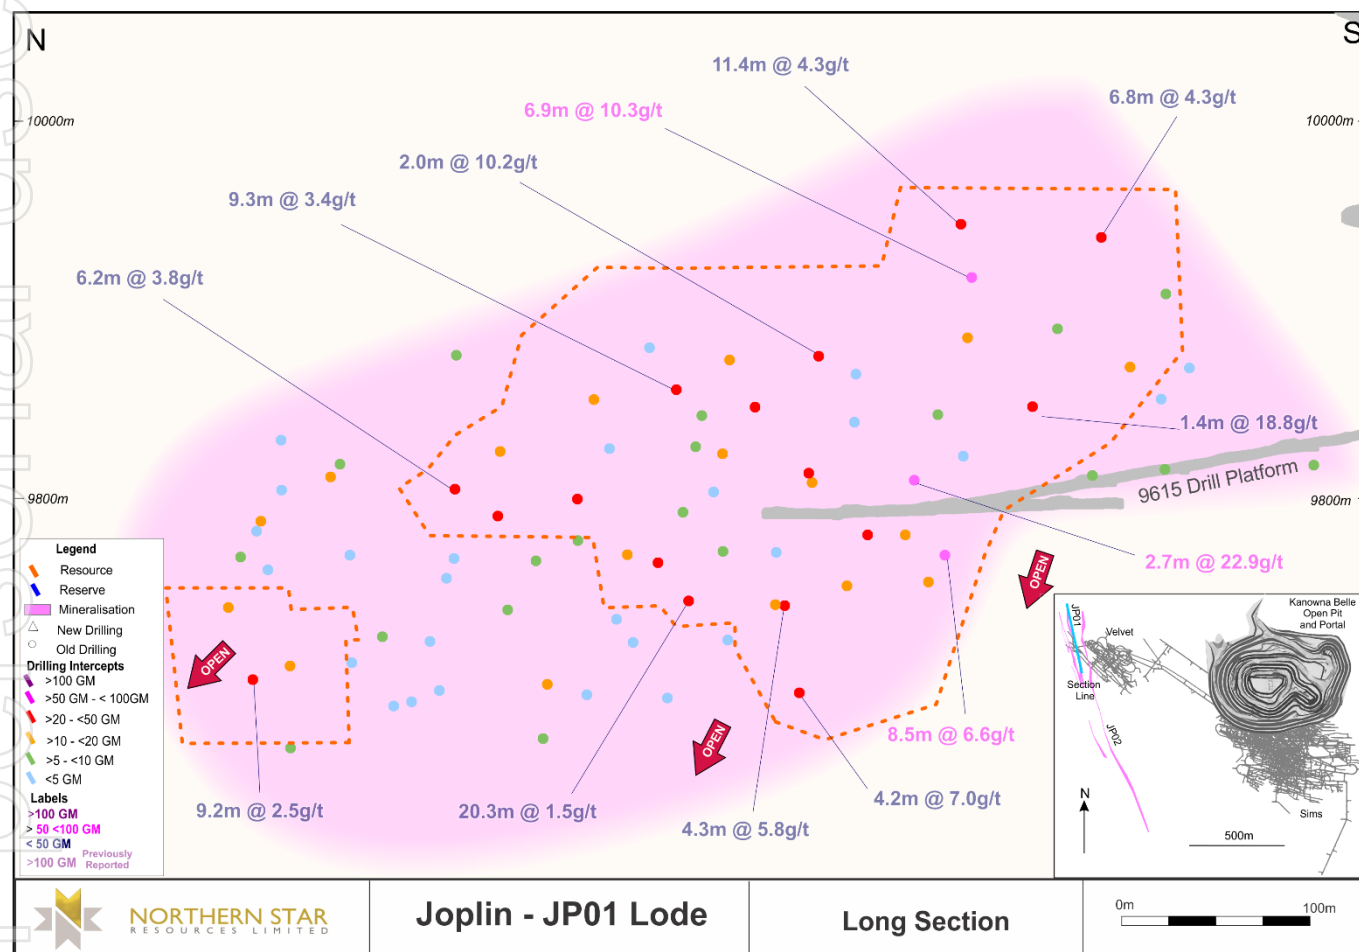 N
S
11.4m @ 4.3g/t
6.9m @ 10.3g/t
6.8m @ 4.3g/t
10000m
10000m
2.0m @ 10.2g/t
9.3m @ 3.4g/t
6.2m @ 3.8g/t
1.4m @ 18.8g/t
9800m
9800m
9615 Drill Platform
2.7m @ 22.9g/t
OPEN
OPEN
OPEN
8.5m @ 6.6g/t
4.2m @ 7.0g/t
4.3m @ 5.8g/t
20.3m @ 1.5g/t
9.2m @ 2.5g/t
Legend
Resource
Reserve
Mineralisation
New Drilling
Old Drilling
Drilling Intercepts
>100 GM
>50 GM - < 100GM
>20 - <50 GM
>10 - <20 GM
>5 - <10 GM
<5 GM
Labels
>100 GM
> 50 <100 GM
< 50 GM
>100 GM Previously
Reported
Kanowna Belle
Open Pit
and Portal
JP01
Velvet
Section
Line
JP02
N
Sims
500m
NORTHERN STAR
RESOURCES LIMITED
Joplin - JP01 Lode
Long Section
0m
100m